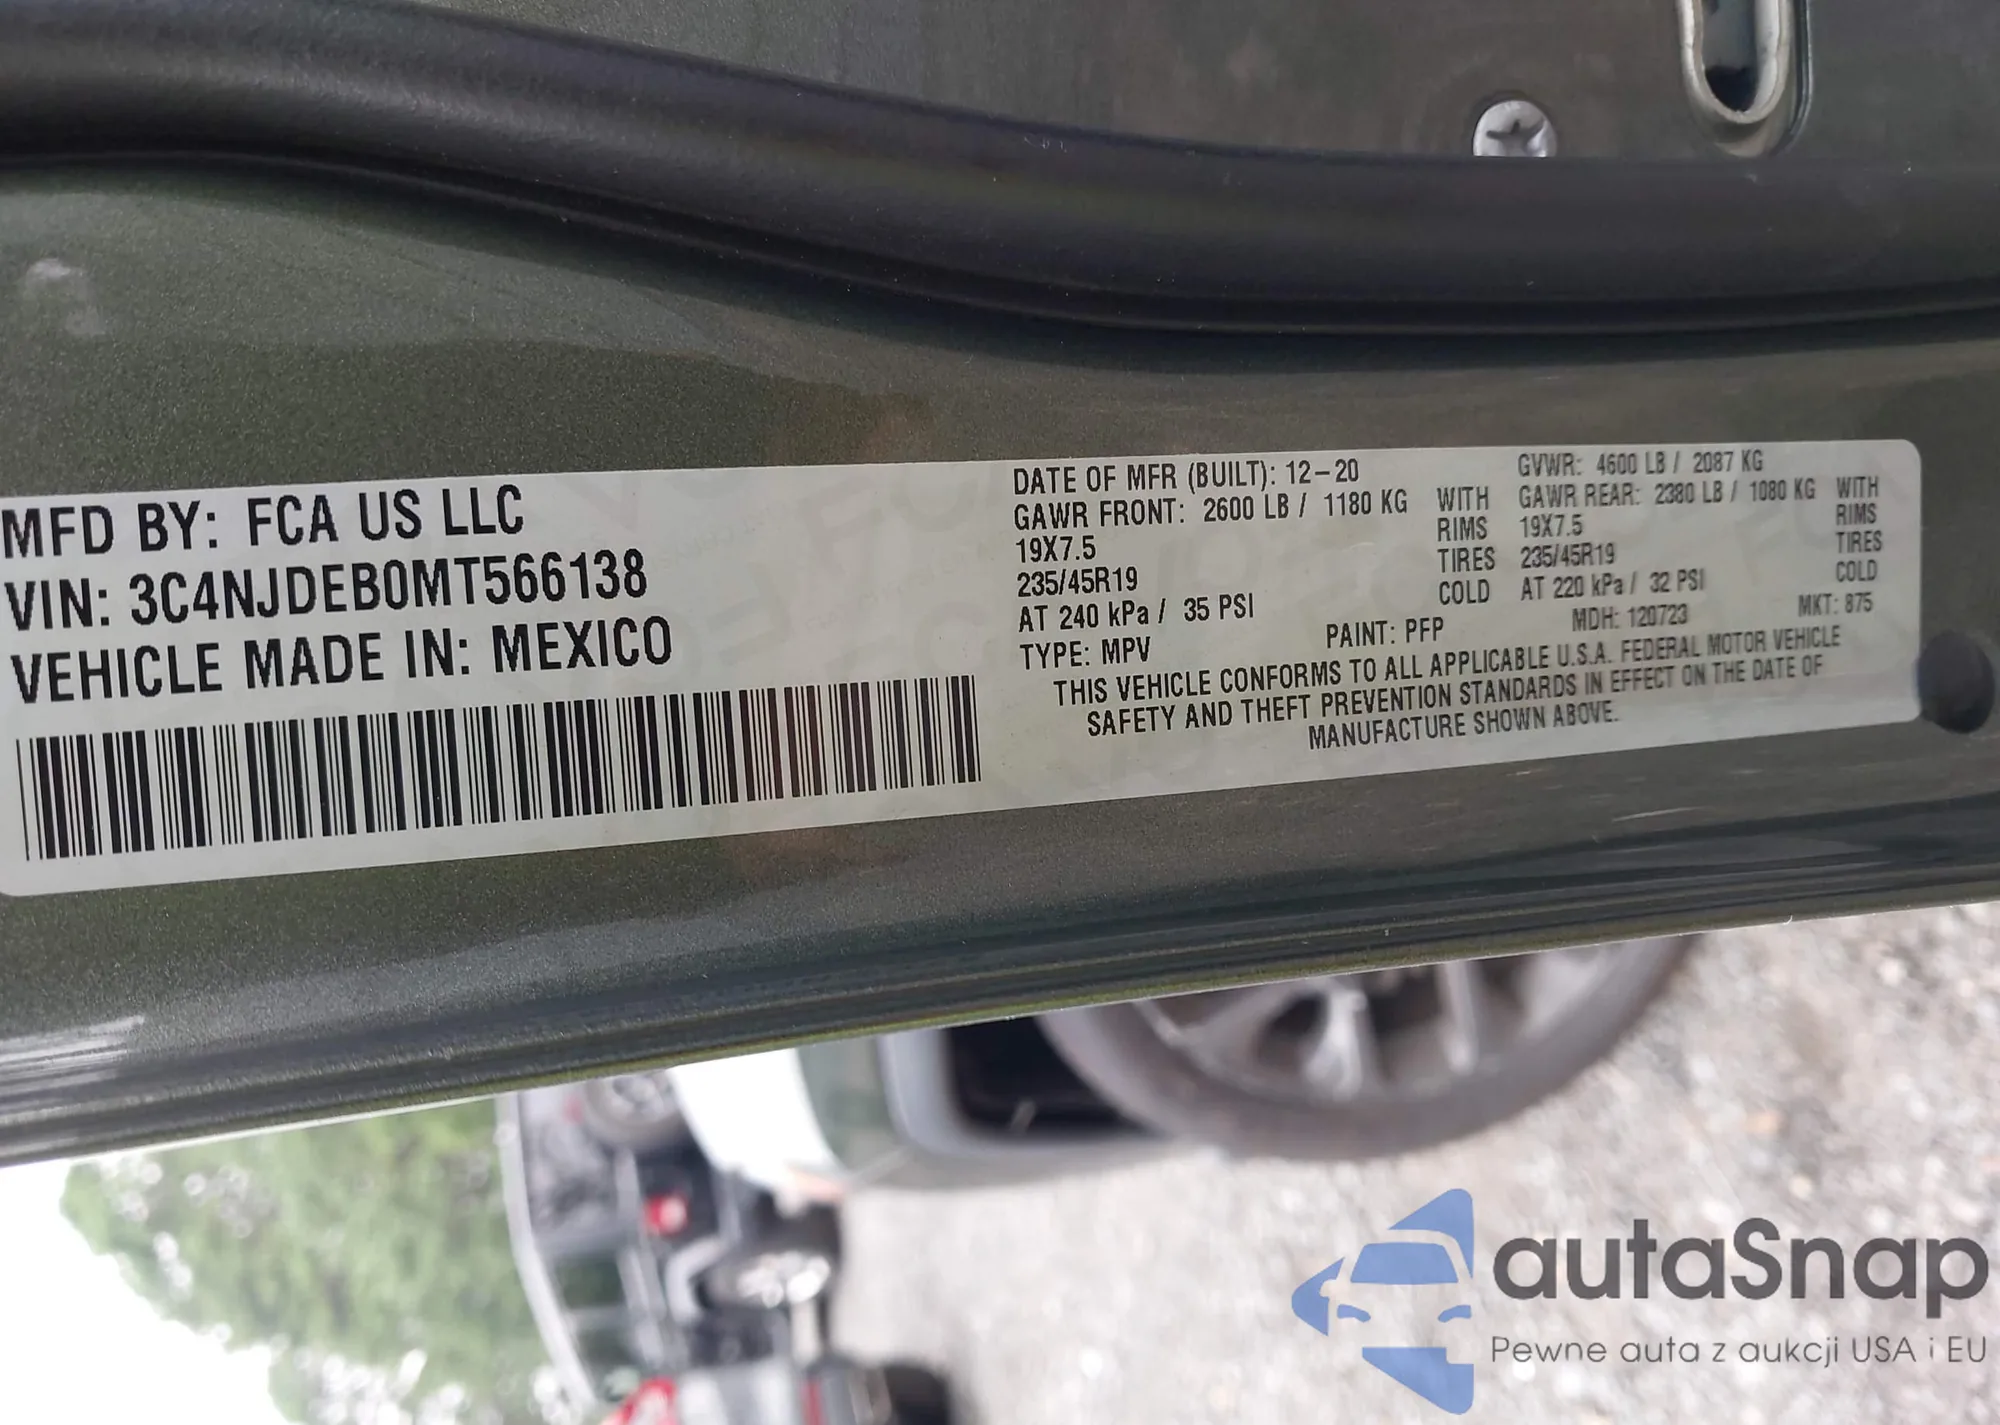 MFD BY: FCA US LLC
VIN: 3C4NJDEB0MT566138
VEHICLE MADE IN: MEXICO
DATE OF MFR (BUILT): 12-20
GVWR: 4600 LB / 2087 KG
GAWR FRONT: 2600 LB / 1180 KG WITH
19X7.5 RIMS
235/45R19 TIRES
AT 240 kPa / 35 PSI COLD
GAWR REAR: 2380 LB / 1080 KG WITH
19X7.5 RIMS
235/45R19 TIRES
AT 220 kPa / 32 PSI COLD
TYPE: MPV PAINT: PFP MDH: 120723 MKT: 875
THIS VEHICLE CONFORMS TO ALL APPLICABLE U.S.A. FEDERAL MOTOR VEHICLE
SAFETY AND THEFT PREVENTION STANDARDS IN EFFECT ON THE DATE OF
MANUFACTURE SHOWN ABOVE.
autaSnap
Pewne auta z aukcji USA i EU